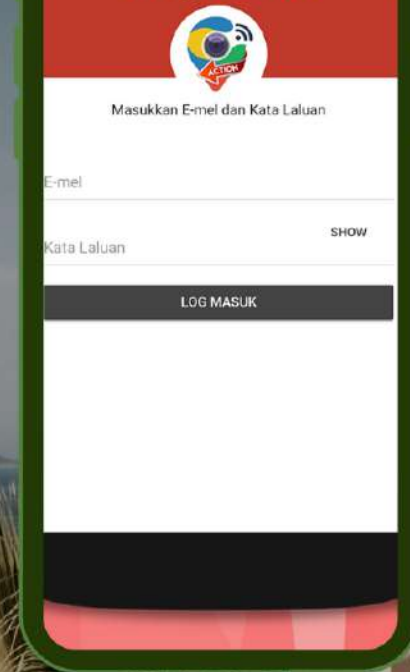 ACTION
Masukkan E-mel dan Kata Laluan
E-mel
SHOW
Kata Laluan
LOG MASUK